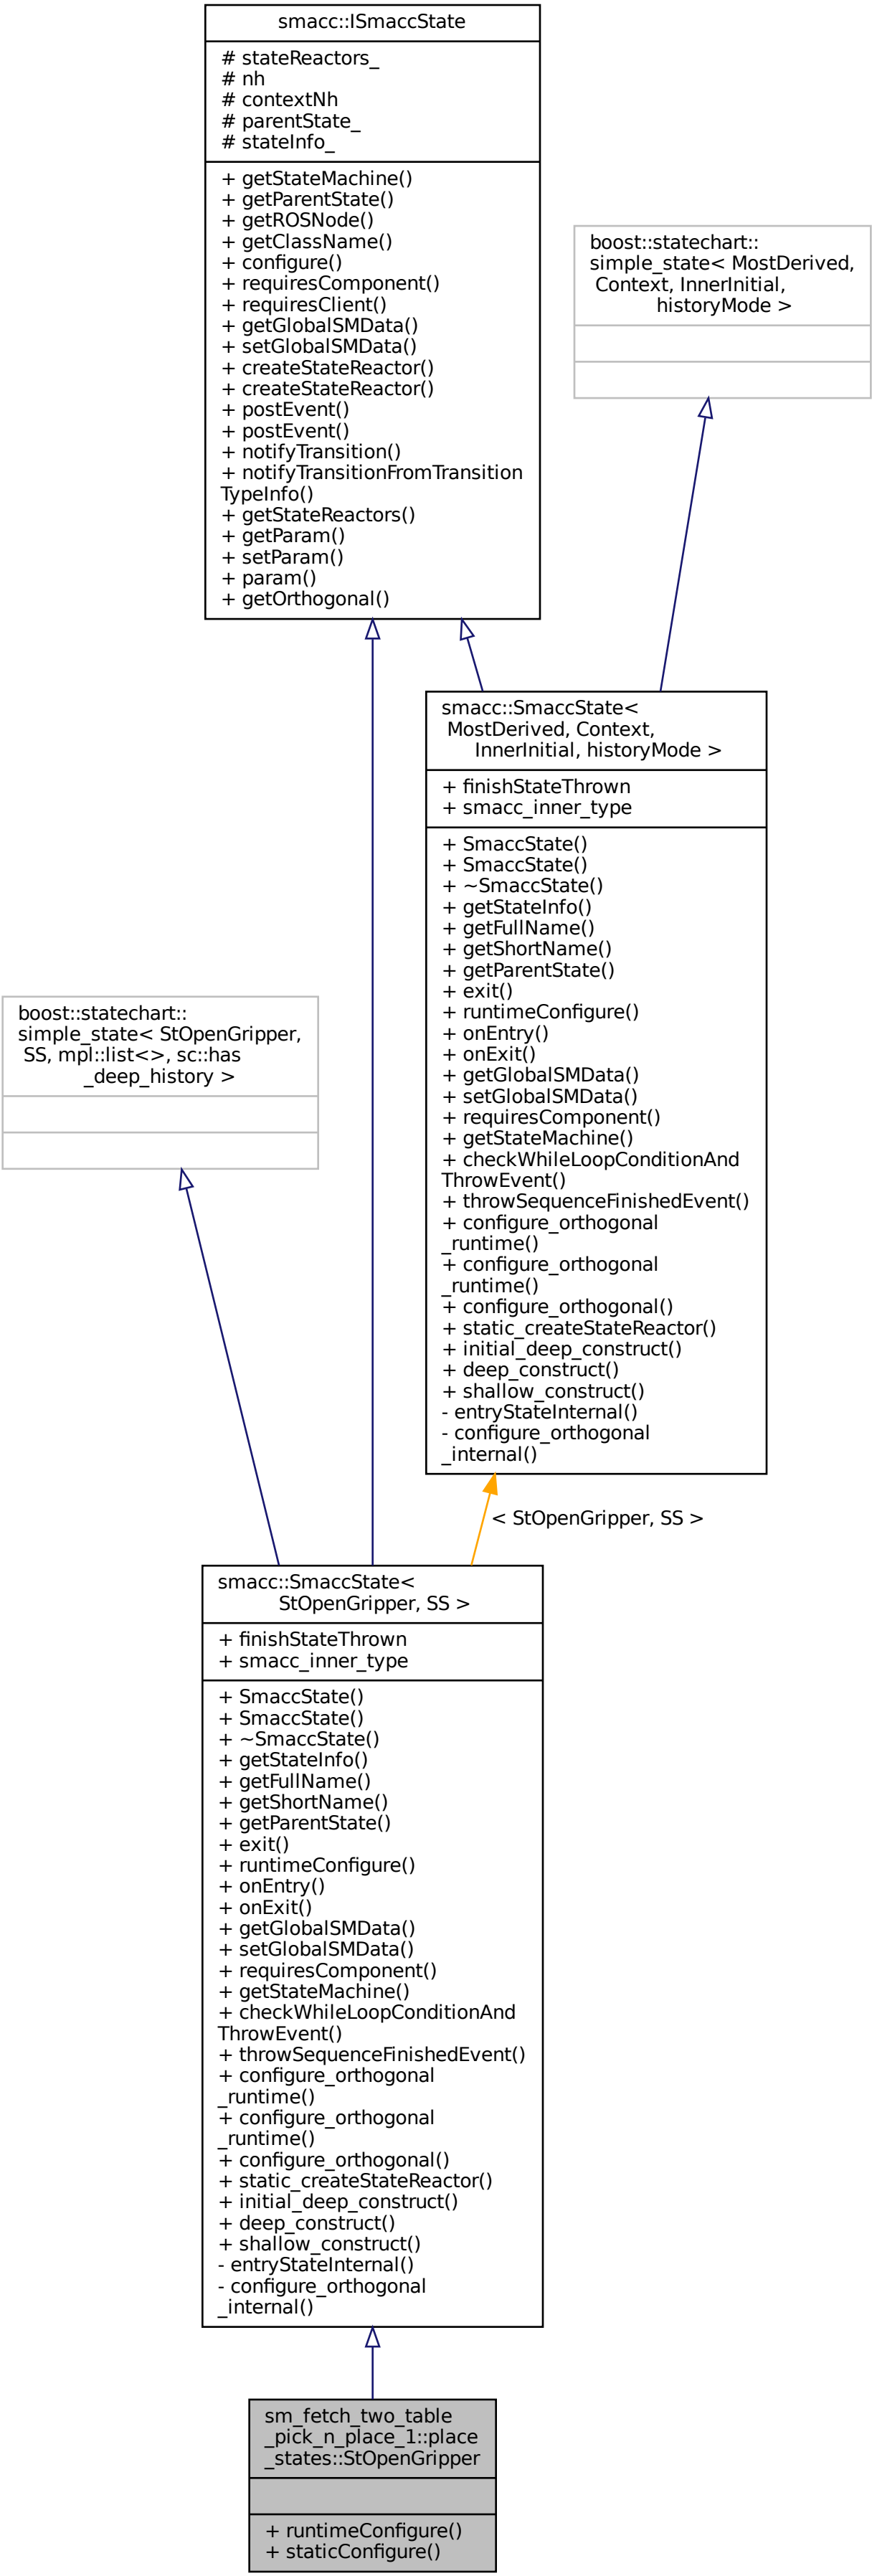 smacc::ISmaccState
# stateReactors_
# nh
# contextNh
# parentState_
# stateInfo_
+ getStateMachine()
+ getParentState()
+ getROSNode()
+ getClassName()
+ configure()
+ requiresComponent()
+ requiresClient()
+ getGlobalSMData()
+ setGlobalSMData()
+ createStateReactor()
+ createStateReactor()
+ postEvent()
+ postEvent()
+ notifyTransition()
+ notifyTransitionFromTransition
TypeInfo()
+ getStateReactors()
+ getParam()
+ setParam()
+ param()
+ getOrthogonal()
boost::statechart::
simple_state< MostDerived,
Context, InnerInitial,
historyMode >
smacc::SmaccState<
MostDerived, Context,
InnerInitial, historyMode >
+ finishStateThrown
+ smacc_inner_type
+ SmaccState()
+ SmaccState()
+ ~SmaccState()
+ getStateInfo()
+ getFullName()
+ getShortName()
+ getParentState()
+ exit()
+ runtimeConfigure()
+ onEntry()
+ onExit()
+ getGlobalSMData()
+ setGlobalSMData()
+ requiresComponent()
+ getStateMachine()
+ checkWhileLoopConditionAnd
ThrowEvent()
+ throwSequenceFinishedEvent()
+ configure_orthogonal
_runtime()
+ configure_orthogonal
_runtime()
+ configure_orthogonal()
+ static_createStateReactor()
+ initial_deep_construct()
+ deep_construct()
+ shallow_construct()
- entryStateInternal()
- configure_orthogonal
_internal()
boost::statechart::
simple_state< StOpenGripper,
SS, mpl::list<>, sc::has
_deep_history >
< StOpenGripper, SS >
smacc::SmaccState<
StOpenGripper, SS >
+ finishStateThrown
+ smacc_inner_type
+ SmaccState()
+ SmaccState()
+ ~SmaccState()
+ getStateInfo()
+ getFullName()
+ getShortName()
+ getParentState()
+ exit()
+ runtimeConfigure()
+ onEntry()
+ onExit()
+ getGlobalSMData()
+ setGlobalSMData()
+ requiresComponent()
+ getStateMachine()
+ checkWhileLoopConditionAnd
ThrowEvent()
+ throwSequenceFinishedEvent()
+ configure_orthogonal
_runtime()
+ configure_orthogonal
_runtime()
+ configure_orthogonal()
+ static_createStateReactor()
+ initial_deep_construct()
+ deep_construct()
+ shallow_construct()
- entryStateInternal()
- configure_orthogonal
_internal()
sm_fetch_two_table
_pick_n_place_1::place
_states::StOpenGripper
+ runtimeConfigure()
+ staticConfigure()